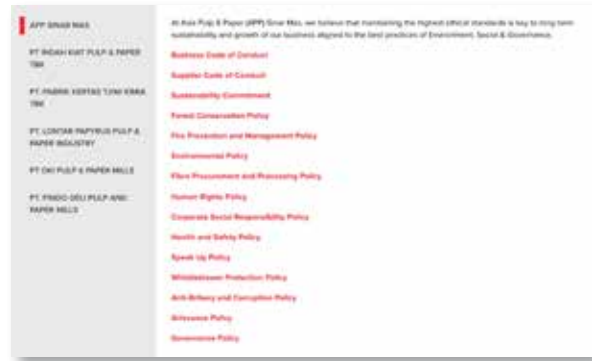 APP SINAR MAS
PT INDAH KIAT PULP & PAPER
TBK
PT. PABRIK KERTAS TJIWI KIMIA
TBK
PT. LONTAR PAPYRUS PULP &
PAPER INDUSTRY
PT OKI PULP & PAPER MILLS
PT. PINDO DELI PULP AND
PAPER MILLS
At Asia Pulp & Paper (APP) Sinar Mas, we believe that maintaining the highest ethical standards is key to long term
sustainability and growth of our business aligned to the best practices of Environment, Social & Governance.
Business Code of Conduct
Supplier Code of Conduct
Sustainability Commitment
Forest Conservation Policy
Fire Prevention and Management Policy
Environmental Policy
Fibre Procurement and Processing Policy
Human Rights Policy
Corporate Social Responsibility Policy
Health and Safety Policy
Speak Up Policy
Whistleblower Protection Policy
Anti-Bribery and Corruption Policy
Grievance Policy
Governance Policy